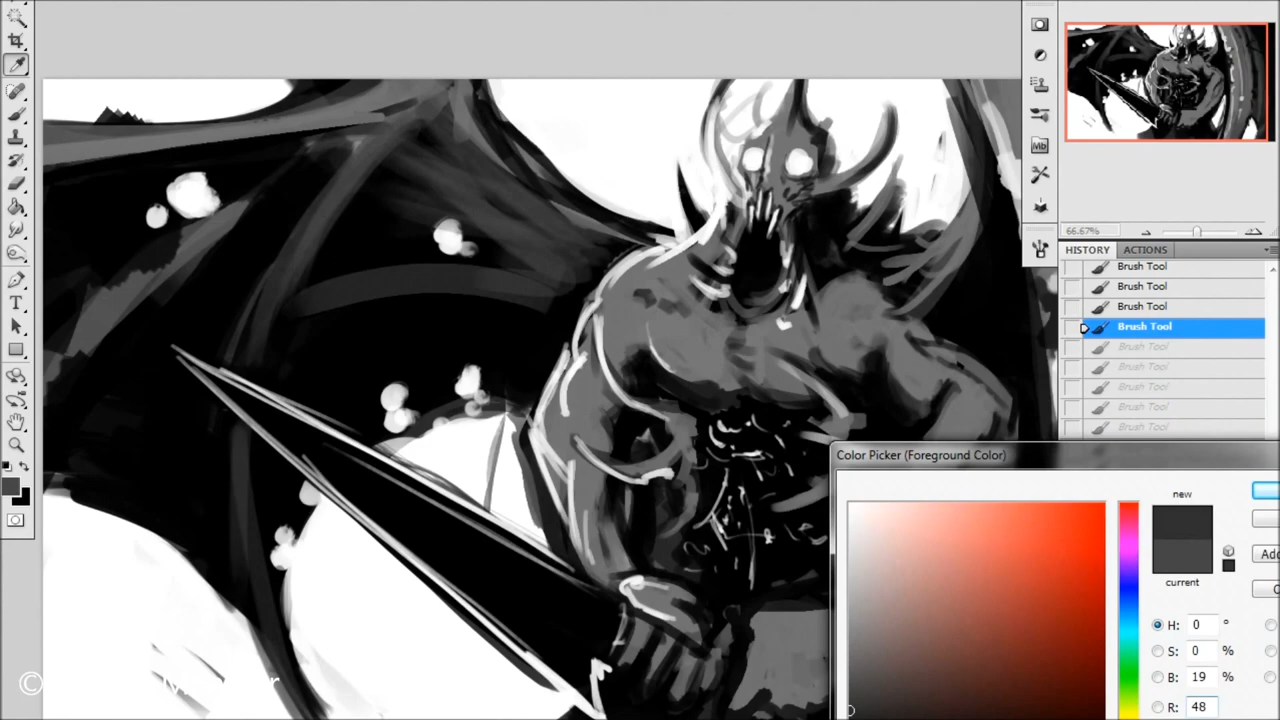 Mb
66.67%
HISTORY ACTIONS
Brush Tool
Brush Tool
Brush Tool
Brush Tool
Brush Tool
Brush Tool
Brush Tool
Brush Tool
Brush Tool
Color Picker (Foreground Color)
new
current
H: 0 °
S: 0 %
B: 19 %
R: 48
T
©